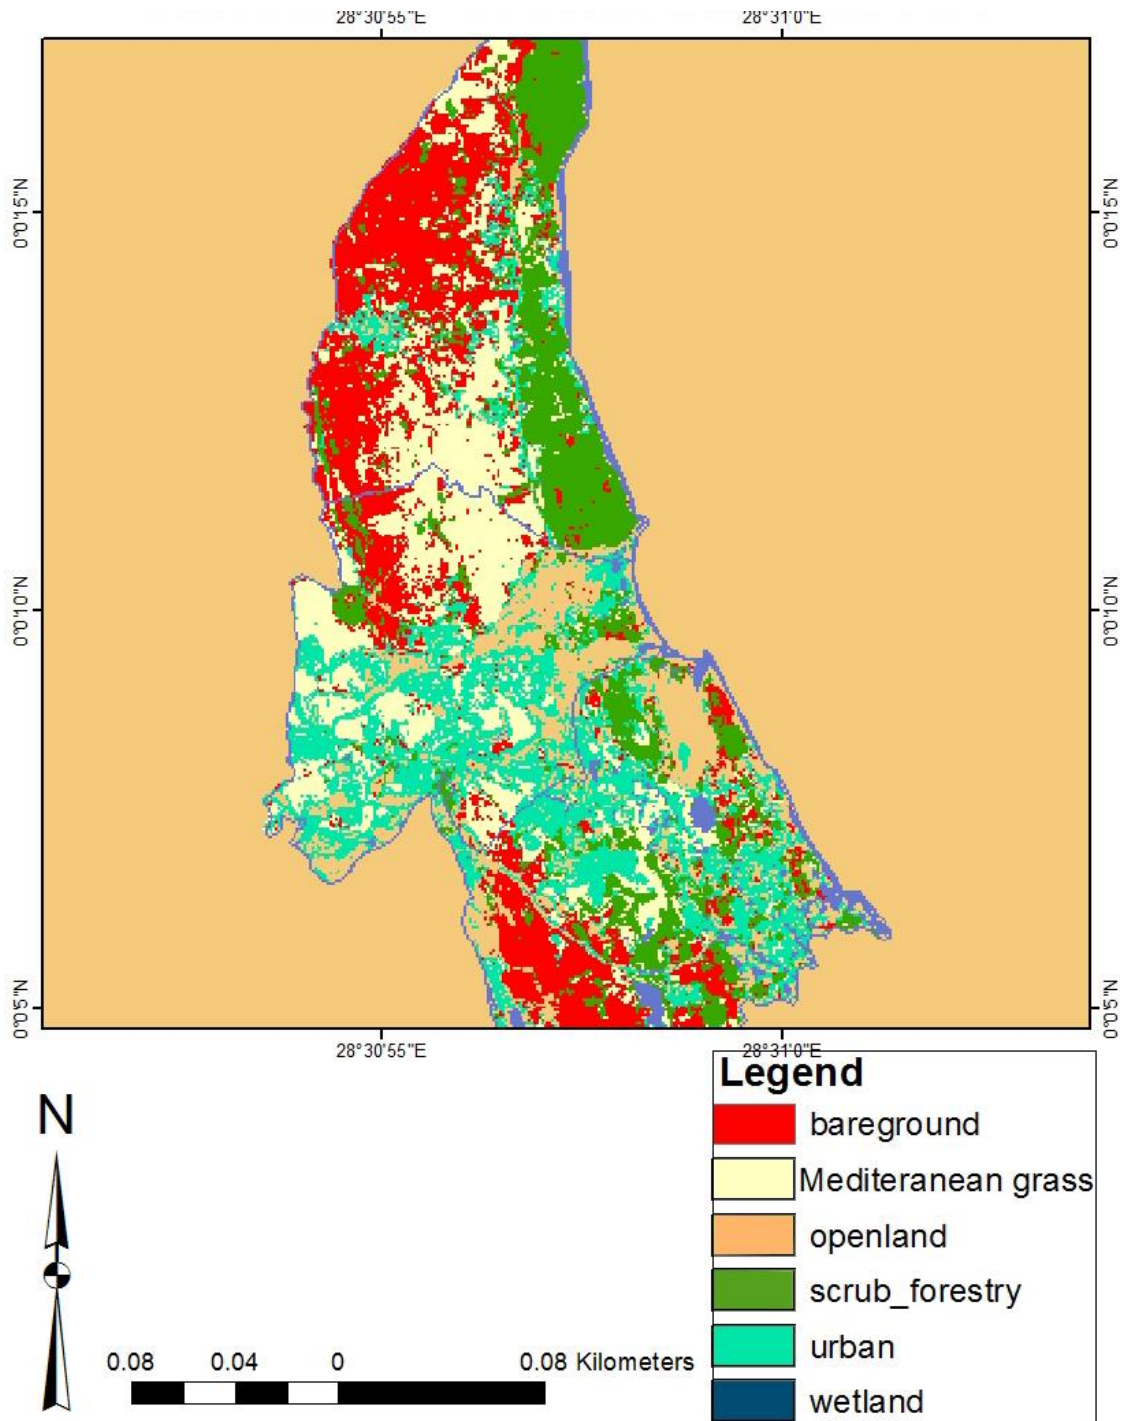 28°30'55"E 28°31'0"E
0°0'15"N 0°0'15"N
0°0'10"N 0°0'10"N
0°0'5"N 0°0'5"N
28°30'55"E 28°31'0"E
Legend
N
bareground
Mediteranean grass
openland
scrub_forestry
urban
wetland
0.08 0.04 0 0.08 Kilometers